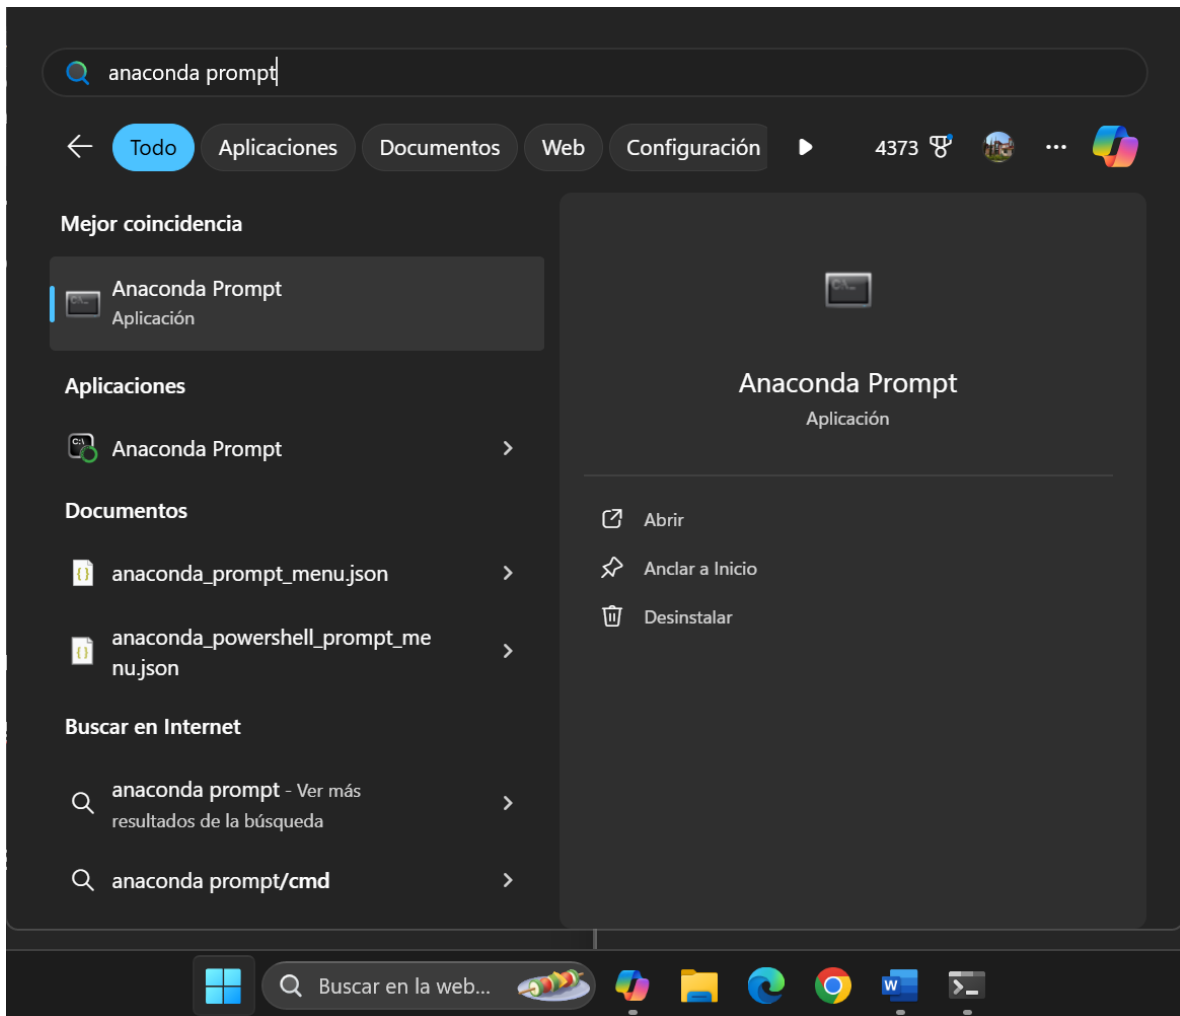 anaconda prompt
Todo
Aplicaciones
Documentos
Web
Configuración
4373
Mejor coincidencia
Anaconda Prompt
Aplicación
Aplicaciones
Anaconda Prompt
Documentos
anaconda_prompt_menu.json
anaconda_powershell_prompt_me
nu.json
Buscar en Internet
anaconda prompt - Ver más
resultados de la búsqueda
anaconda prompt/cmd
Anaconda Prompt
Aplicación
Abrir
Anclar a Inicio
Desinstalar
Buscar en la web...